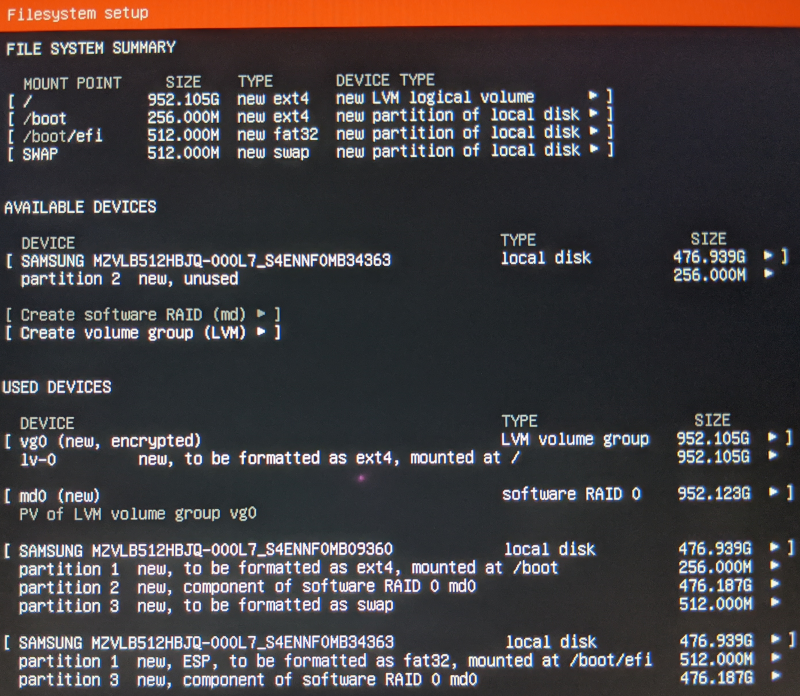 Filesystem setup
FILE SYSTEM SUMMARY
MOUNT POINT SIZE TYPE DEVICE TYPE
[ / 952.105G new ext4 new LVM logical volume ► ]
[ /boot 256.000M new ext4 new partition of local disk ► ]
[ /boot/efi 512.000M new fat32 new partition of local disk ► ]
[ SWAP 512.000M new swap new partition of local disk ► ]
AVAILABLE DEVICES
DEVICE TYPE SIZE
[ SAMSUNG MZVLB512HBJQ-000L7_S4ENNF0MB34363 local disk 476.939G ► ]
partition 2 new, unused 256.000M ►
[ Create software RAID (md) ► ]
[ Create volume group (LVM) ► ]
USED DEVICES
DEVICE TYPE SIZE
[ vg0 (new, encrypted) LVM volume group 952.105G ► ]
lv-0 new, to be formatted as ext4, mounted at / 952.105G ►
[ md0 (new) software RAID 0 952.123G ► ]
PV of LVM volume group vg0
[ SAMSUNG MZVLB512HBJQ-000L7_S4ENNF0MB09360 local disk 476.939G ► ]
partition 1 new, to be formatted as ext4, mounted at /boot 256.000M ►
partition 2 new, component of software RAID 0 md0 476.187G ►
partition 3 new, to be formatted as swap 512.000M ►
[ SAMSUNG MZVLB512HBJQ-000L7_S4ENNF0MB34363 local disk 476.939G ► ]
partition 1 new, ESP, to be formatted as fat32, mounted at /boot/efi 512.000M ►
partition 3 new, component of software RAID 0 md0 476.187G ►